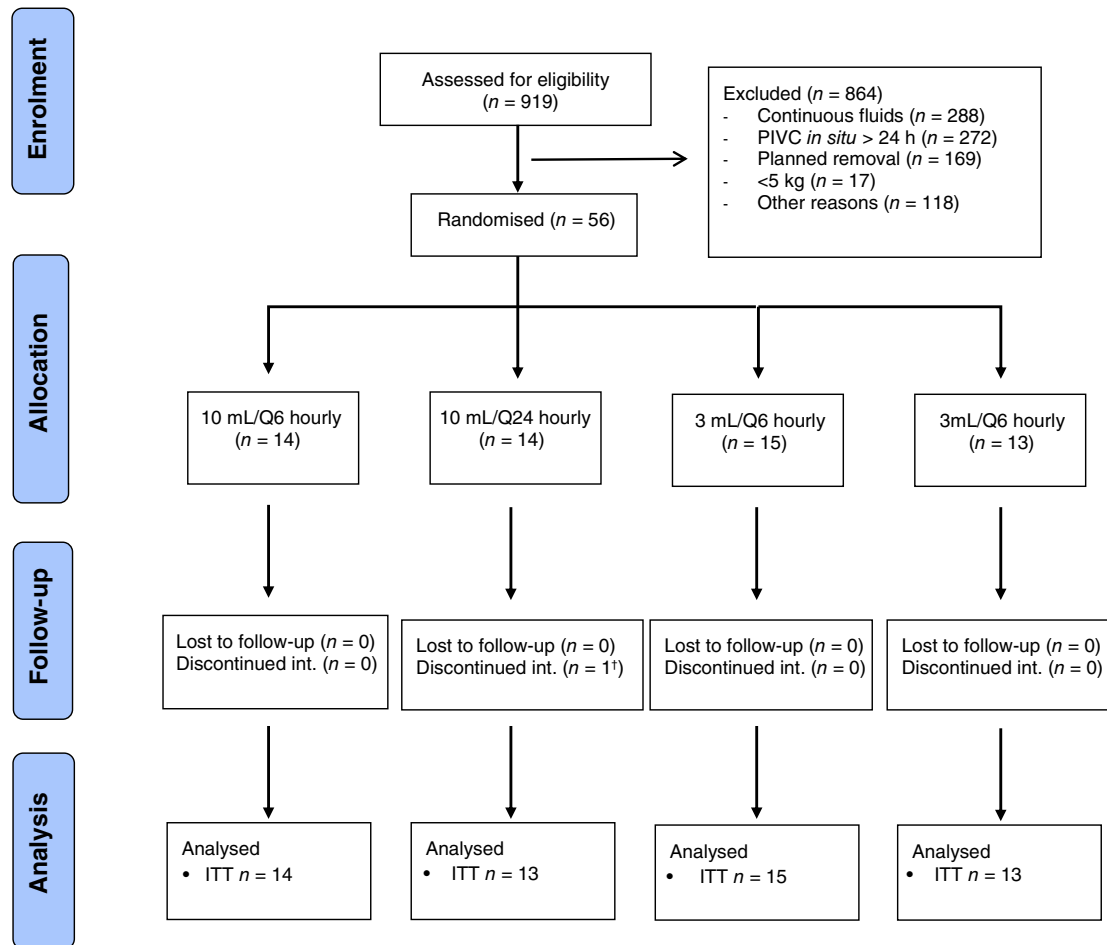 Enrolment
Assessed for eligibility
(n = 919)
Excluded (n = 864)
- Continuous fluids (n = 288)
- PIVC in situ > 24 h (n = 272)
- Planned removal (n = 169)
- <5 kg (n = 17)
- Other reasons (n = 118)
Randomised (n = 56)
Allocation
10 mL/Q6 hourly
(n = 14)
10 mL/Q24 hourly
(n = 14)
3 mL/Q6 hourly
(n = 15)
3mL/Q6 hourly
(n = 13)
Follow-up
Lost to follow-up (n = 0)
Discontinued int. (n = 0)
Lost to follow-up (n = 0)
Discontinued int. (n = 1†)
Lost to follow-up (n = 0)
Discontinued int. (n = 0)
Lost to follow-up (n = 0)
Discontinued int. (n = 0)
Analysis
Analysed
• ITT n = 14
Analysed
• ITT n = 13
Analysed
• ITT n = 15
Analysed
• ITT n = 13